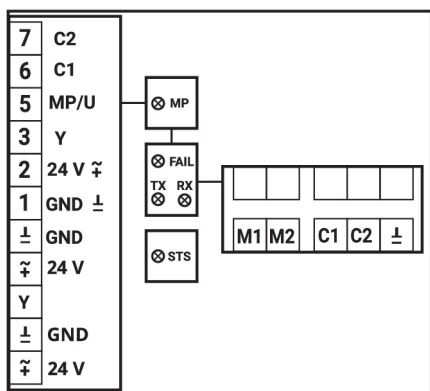 7 C2
6 C1
5 MP/U
3 Y
2 24 V ⏦
1 GND ⊥
⊥ GND
~+ 24 V
Y
⊥ GND
~+ 24 V
MP
FAIL
TX RX
STS
M1 M2 C1 C2 ⊥